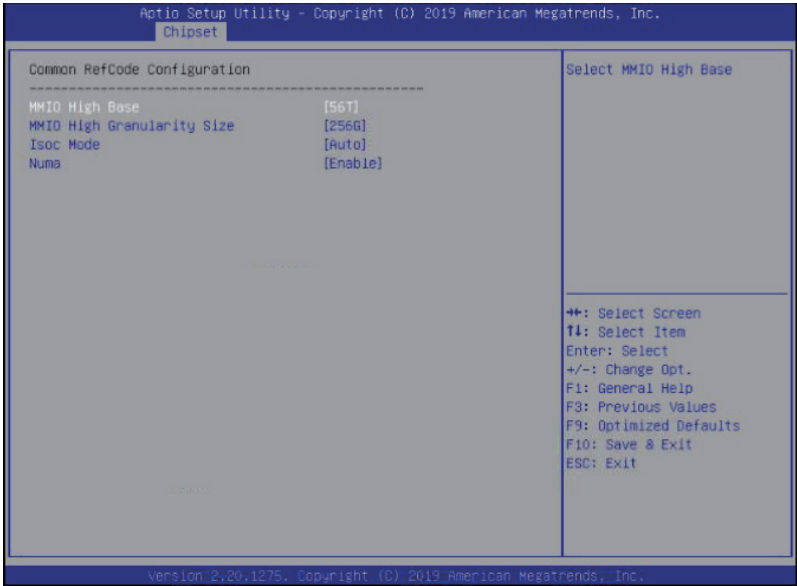 Aptio Setup Utility - Copyright (C) 2019 American Megatrends, Inc.
Chipset
Common RefCode Configuration
--------------------------------------------------
MMIO High Base [56T]
MMIO High Granularity Size [256G]
Isoc Mode [Auto]
Numa [Enable]
Select MMIO High Base
→←: Select Screen
↑↓: Select Item
Enter: Select
+/-: Change Opt.
F1: General Help
F3: Previous Values
F9: Optimized Defaults
F10: Save & Exit
ESC: Exit
Version 2.20.1275. Copyright (C) 2019 American Megatrends, Inc.